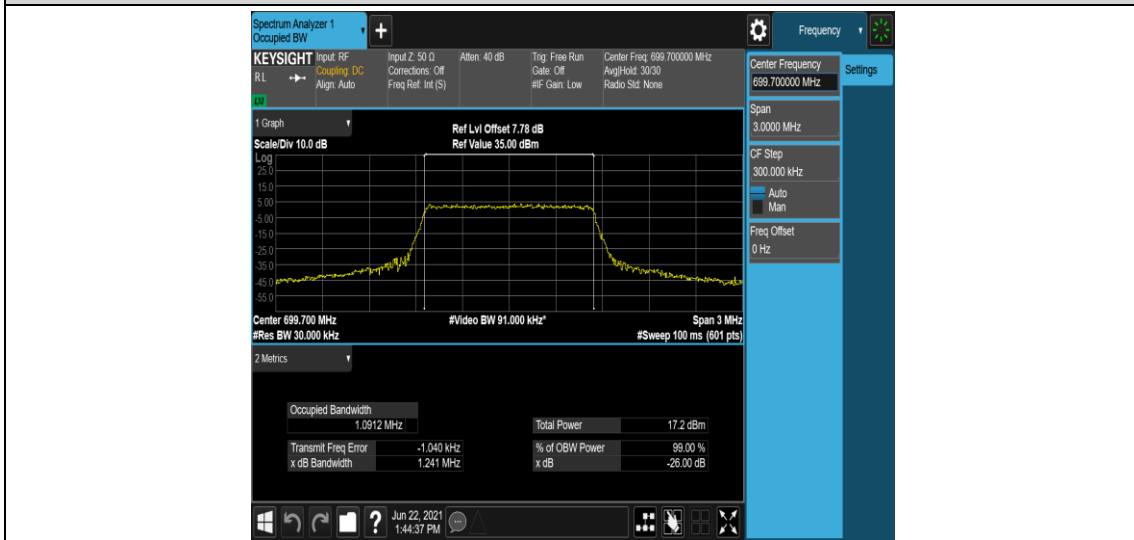 Spectrum Analyzer 1
Occupied BW
+
Frequency
KEYSIGHT
RL
LXI
Input: RF
Coupling: DC
Align: Auto
Input Z: 50 Ω
Corrections: Off
Freq Ref: Int (S)
Atten: 40 dB
Trig: Free Run
Gate: Off
#IF Gain: Low
Center Freq: 699.700000 MHz
Avg|Hold: 30/30
Radio Std: None
Center Frequency
699.700000 MHz
Settings
Span
3.0000 MHz
CF Step
300.000 kHz
Auto
Man
Freq Offset
0 Hz
1 Graph
Scale/Div 10.0 dB
Ref Lvl Offset 7.78 dB
Ref Value 35.00 dBm
Log
25.0
15.0
5.00
-5.00
-15.0
-25.0
-35.0
-45.0
-55.0
Center 699.700 MHz
#Video BW 91.000 kHz*
Span 3 MHz
#Res BW 30.000 kHz
#Sweep 100 ms (601 pts)
2 Metrics
Occupied Bandwidth
1.0912 MHz
Total Power 17.2 dBm
Transmit Freq Error -1.040 kHz
% of OBW Power 99.00 %
x dB Bandwidth 1.241 MHz
x dB -26.00 dB
?
Jun 22, 2021
1:44:37 PM